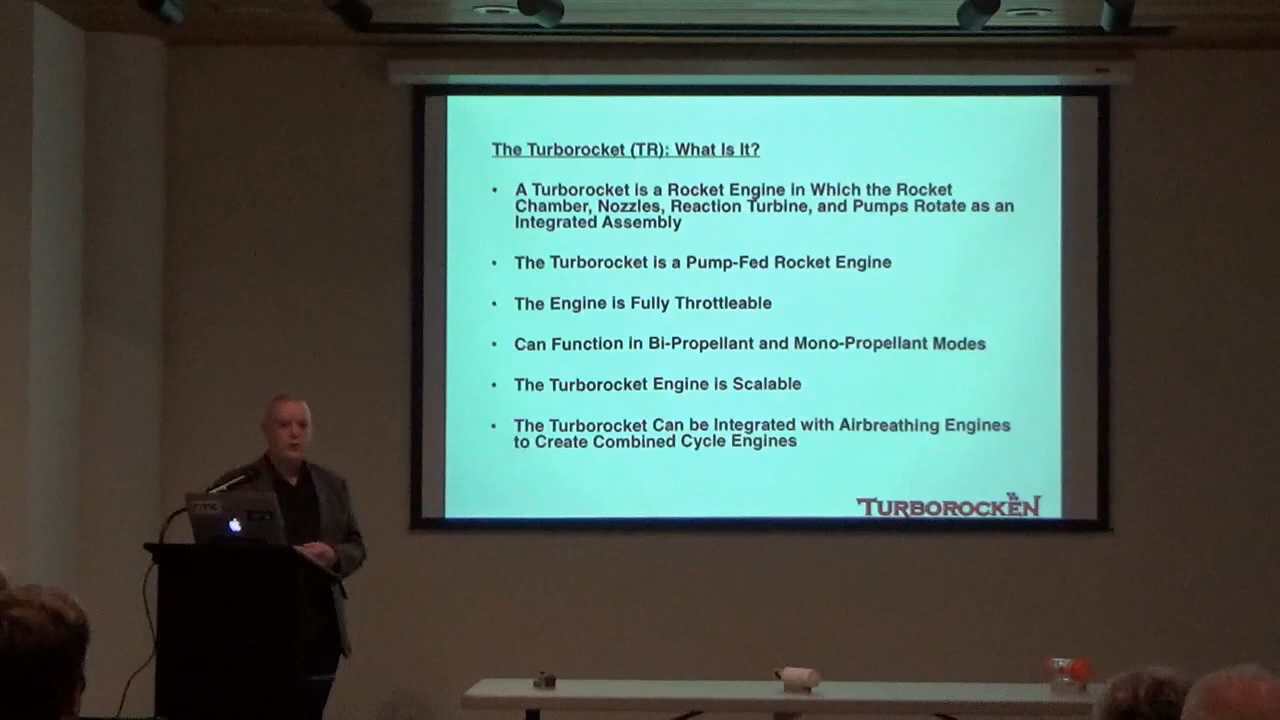 The Turborocket (TR): What Is It?
• A Turborocket is a Rocket Engine in Which the Rocket
Chamber, Nozzles, Reaction Turbine, and Pumps Rotate as an
Integrated Assembly
• The Turborocket is a Pump-Fed Rocket Engine
• The Engine is Fully Throttleable
• Can Function in Bi-Propellant and Mono-Propellant Modes
• The Turborocket Engine is Scalable
• The Turborocket Can be Integrated with Airbreathing Engines
to Create Combined Cycle Engines
TURBOROCKEN